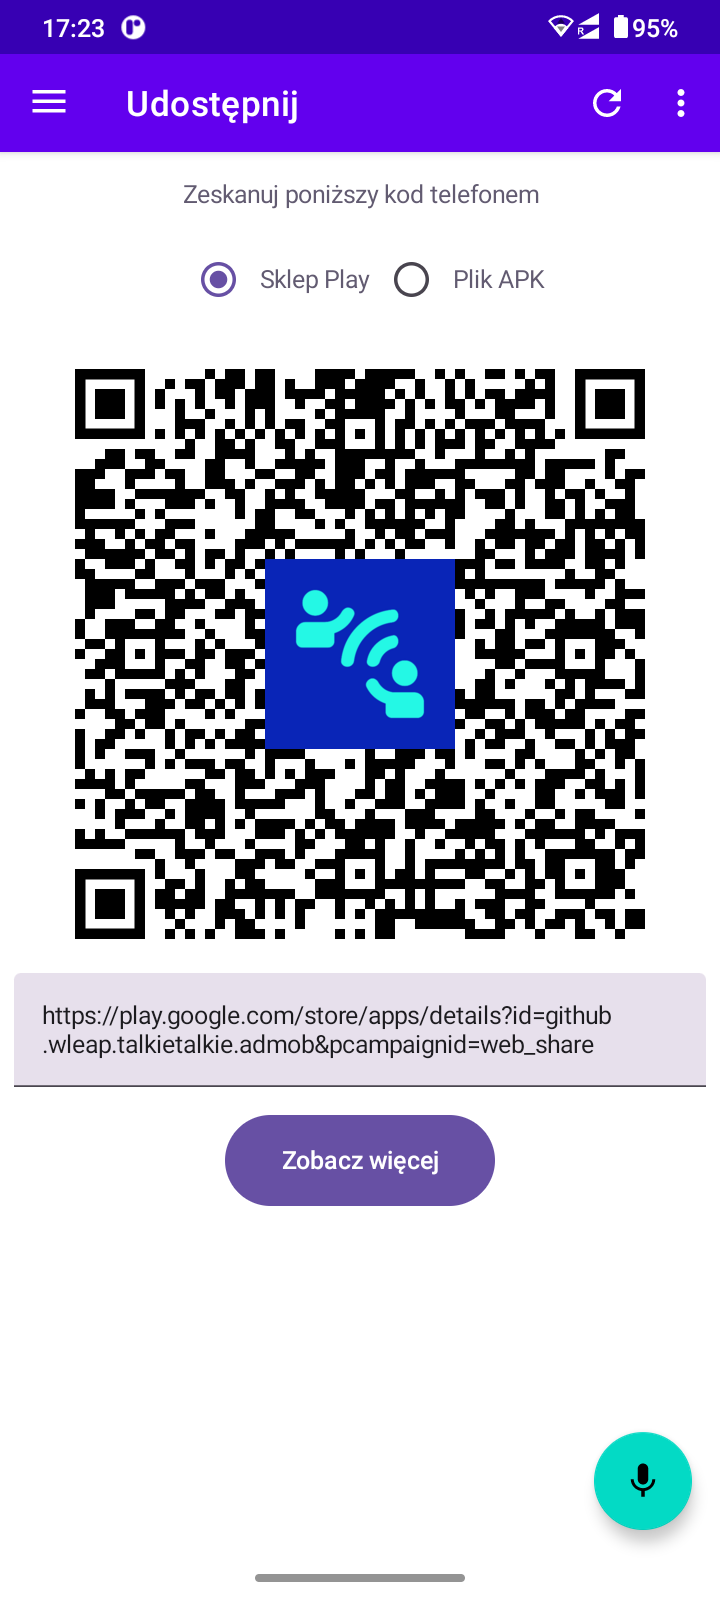 17:23
95%
Udostępnij
Zeskanuj poniższy kod telefonem
Sklep Play
Plik APK
https://play.google.com/store/apps/details?id=github
.wleap.talkietalkie.admob&pcampaignid=web_share
Zobacz więcej